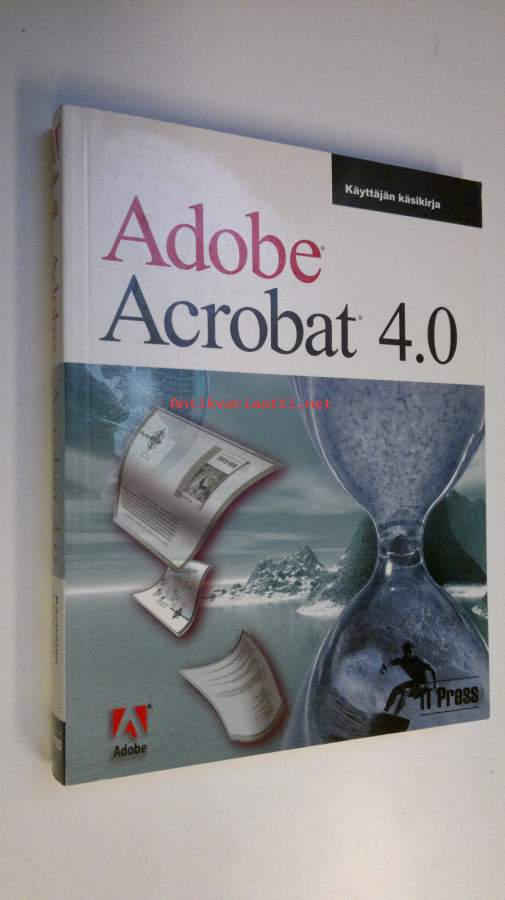 Käyttäjän käsikirja
Adobe®
Acrobat® 4.0
Antikvariaatti.net
IT Press
Adobe